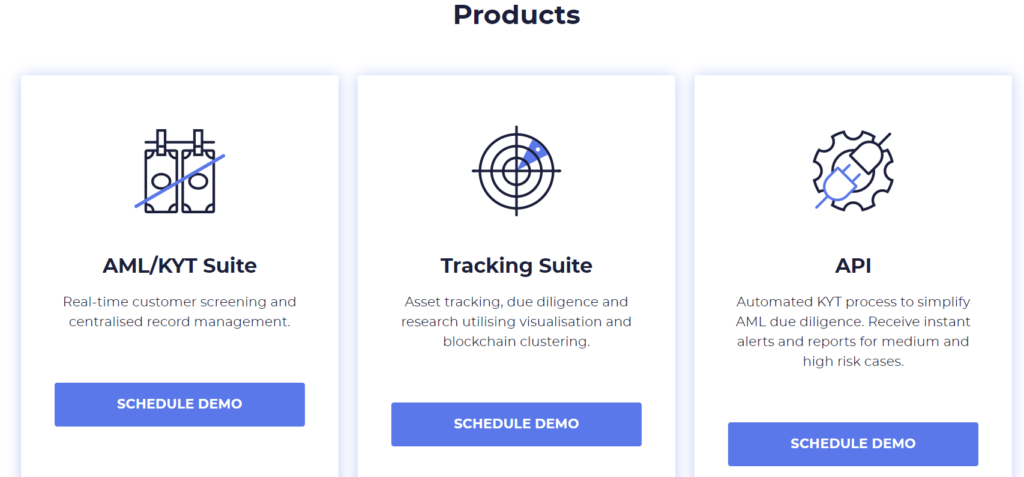 Products
AML/KYT Suite
Real-time customer screening and
centralised record management.
SCHEDULE DEMO
Tracking Suite
Asset tracking, due diligence and
research utilising visualisation and
blockchain clustering.
SCHEDULE DEMO
API
Automated KYT process to simplify
AML due diligence. Receive instant
alerts and reports for medium and
high risk cases.
SCHEDULE DEMO